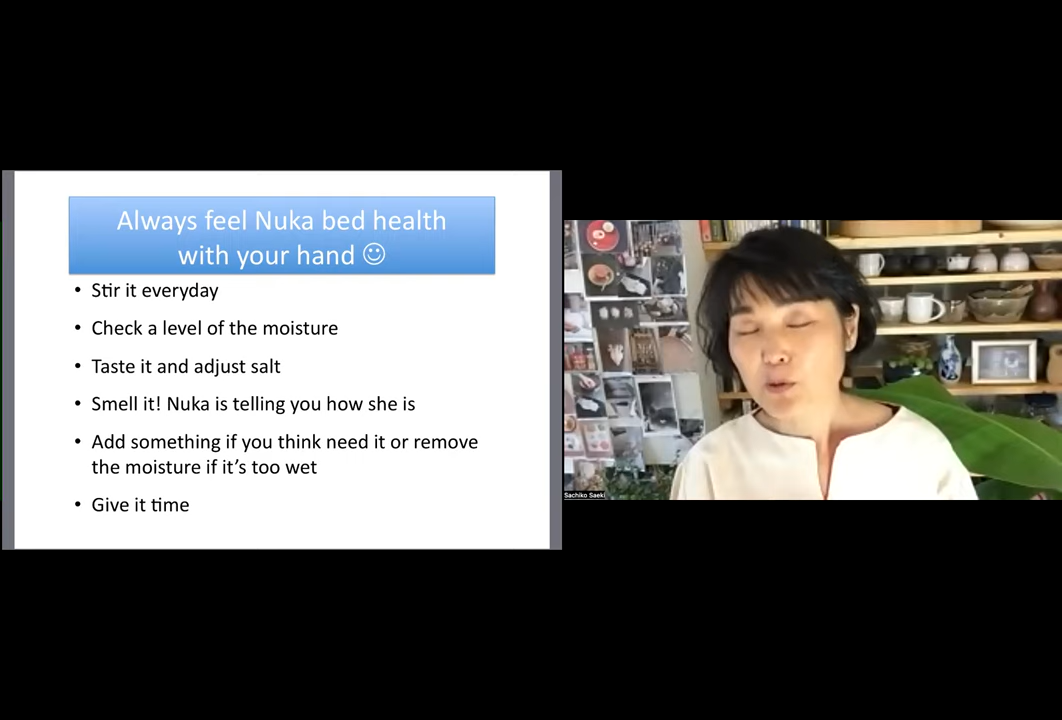 Always feel Nuka bed health
with your hand ☺
• Stir it everyday
• Check a level of the moisture
• Taste it and adjust salt
• Smell it! Nuka is telling you how she is
• Add something if you think need it or remove
the moisture if it’s too wet
• Give it time
Sachiko Saeki